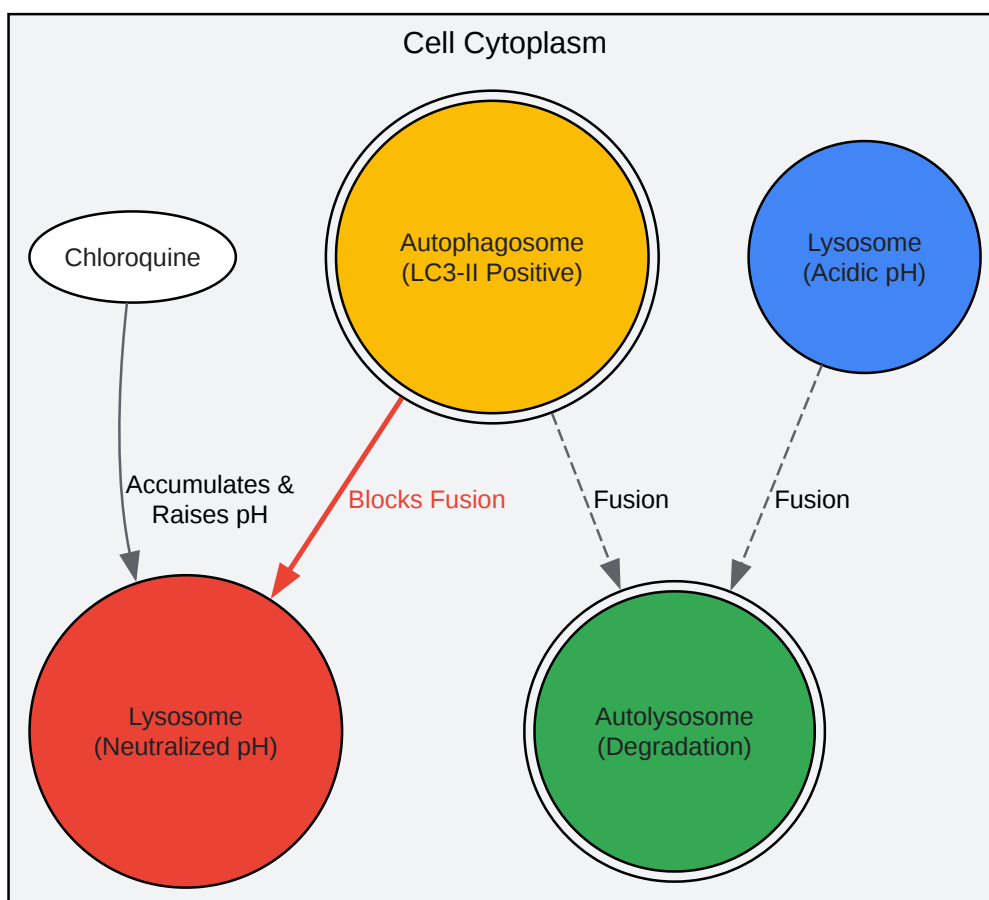 Cell Cytoplasm
Chloroquine
Autophagosome
(LC3-II Positive)
Lysosome
(Acidic pH)
Accumulates &
Raises pH
Blocks Fusion
Fusion
Fusion
Lysosome
(Neutralized pH)
Autolysosome
(Degradation)